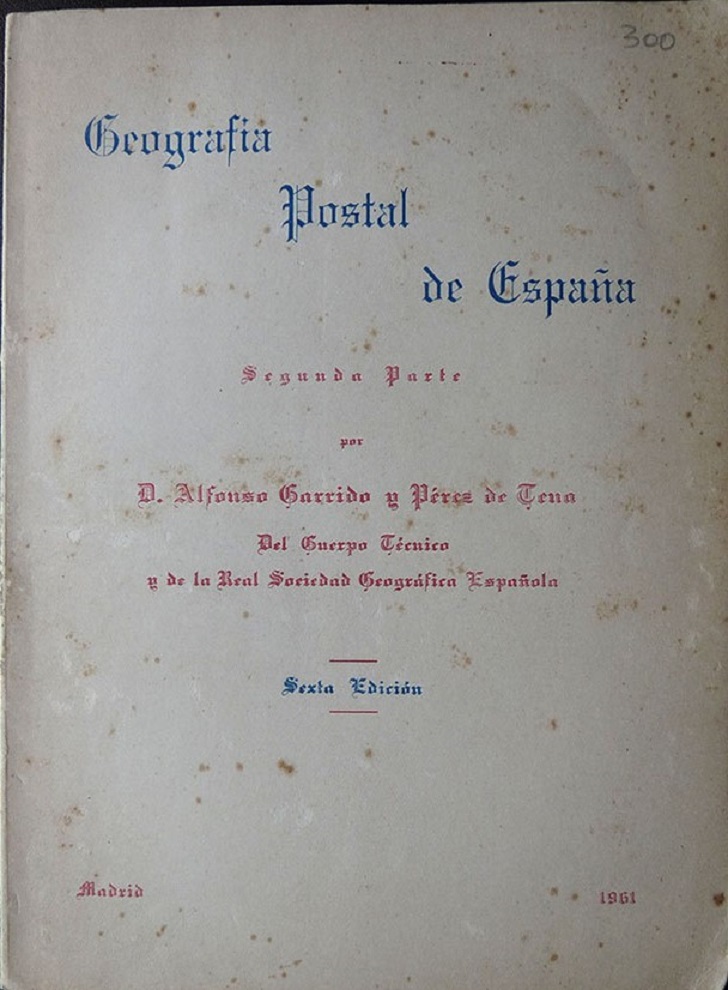 300
Geografia
Postal
de España
Segunda Parte
por
D. Alfonso Garrido y Pérez de Tena
Del Cuerpo Técnico
y de la Real Sociedad Geográfica Española
Sexta Edición
Madrid
1961